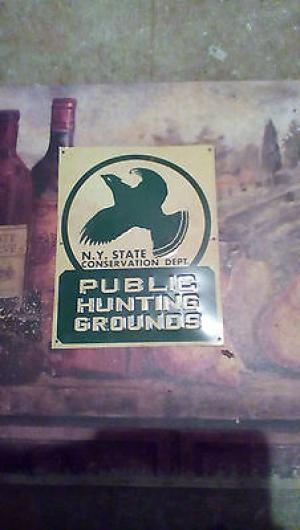 N.Y. STATE
CONSERVATION DEPT.
PUBLIC
HUNTING
GROUNDS